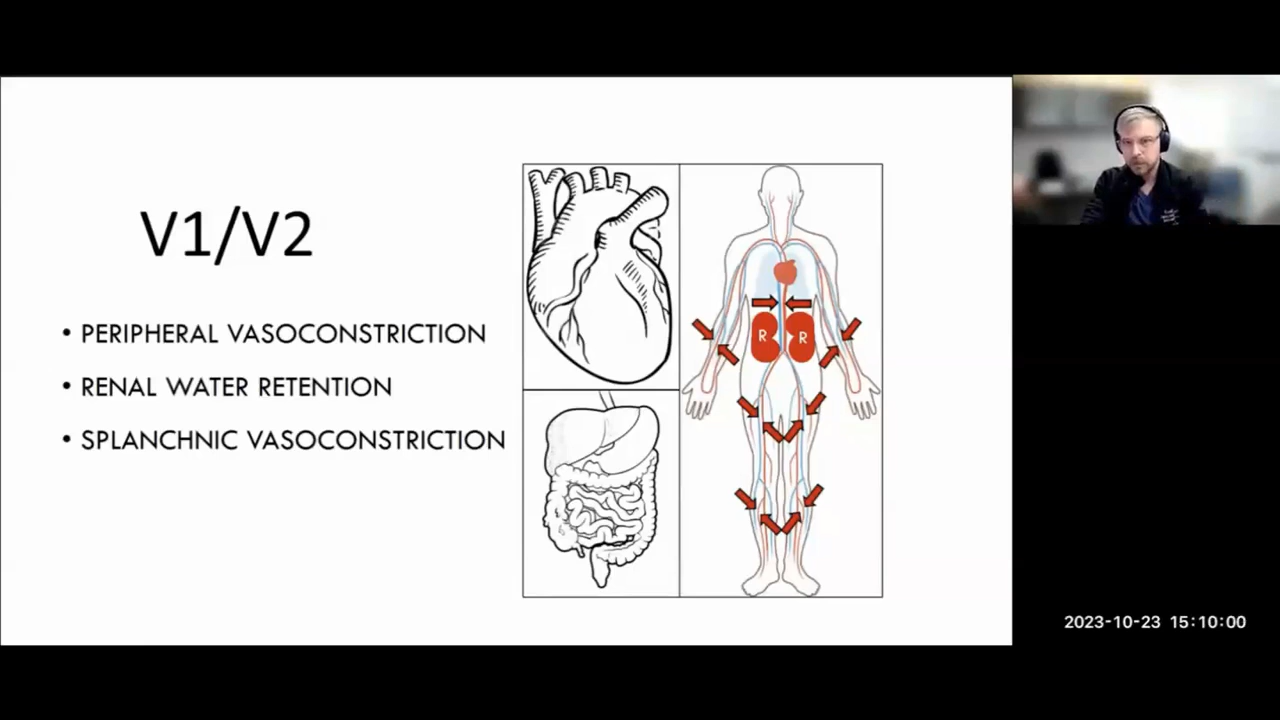 V1/V2
• PERIPHERAL VASOCONSTRICTION
• RENAL WATER RETENTION
• SPLANCHNIC VASOCONSTRICTION
R R
2023-10-23 15:10:00